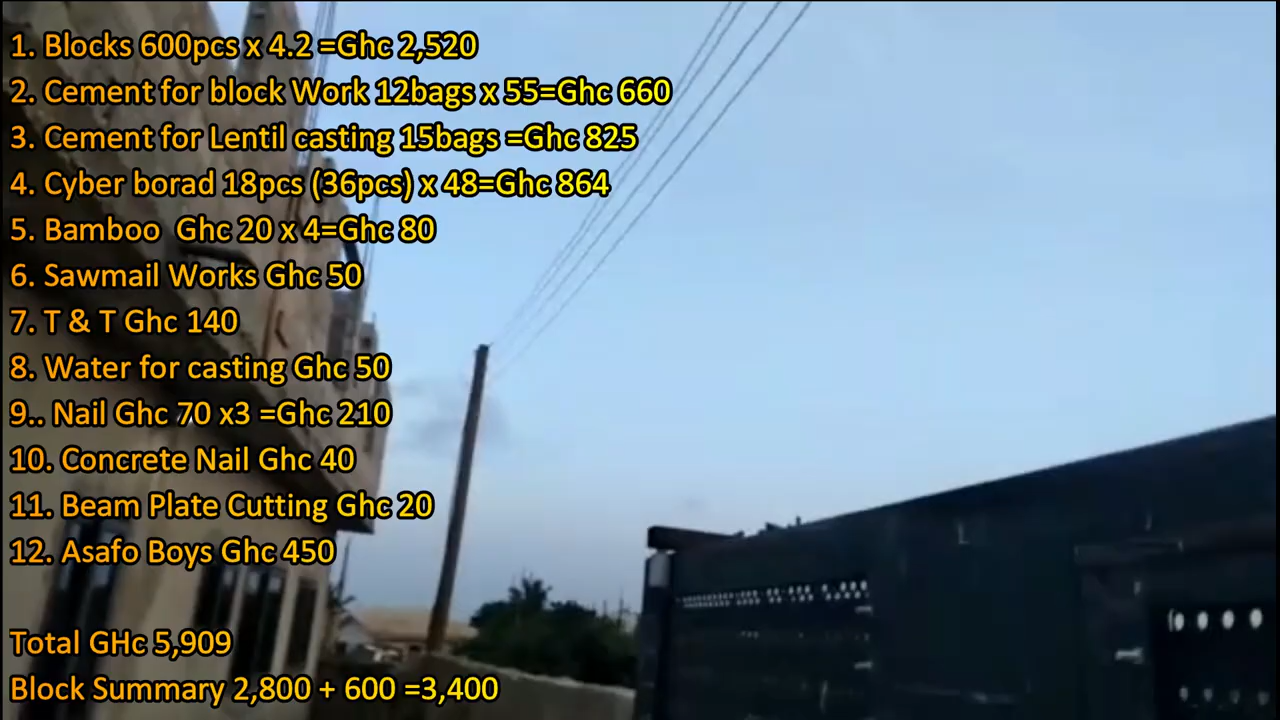 1. Blocks 600pcs x 4.2 =Ghc 2,520
2. Cement for block Work 12bags x 55=Ghc 660
3. Cement for Lentil casting 15bags =Ghc 825
4. Cyber borad 18pcs (36pcs) x 48=Ghc 864
5. Bamboo  Ghc 20 x 4=Ghc 80
6. Sawmail Works Ghc 50
7. T & T Ghc 140
8. Water for casting Ghc 50
9.. Nail Ghc 70 x3 =Ghc 210
10. Concrete Nail Ghc 40
11. Beam Plate Cutting Ghc 20
12. Asafo Boys Ghc 450
Total GHc 5,909
Block Summary 2,800 + 600 =3,400